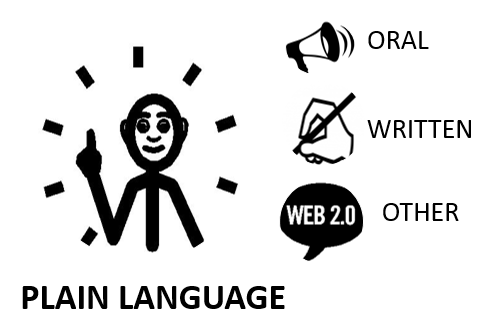 ORAL
WRITTEN
WEB 2.0
OTHER
PLAIN LANGUAGE